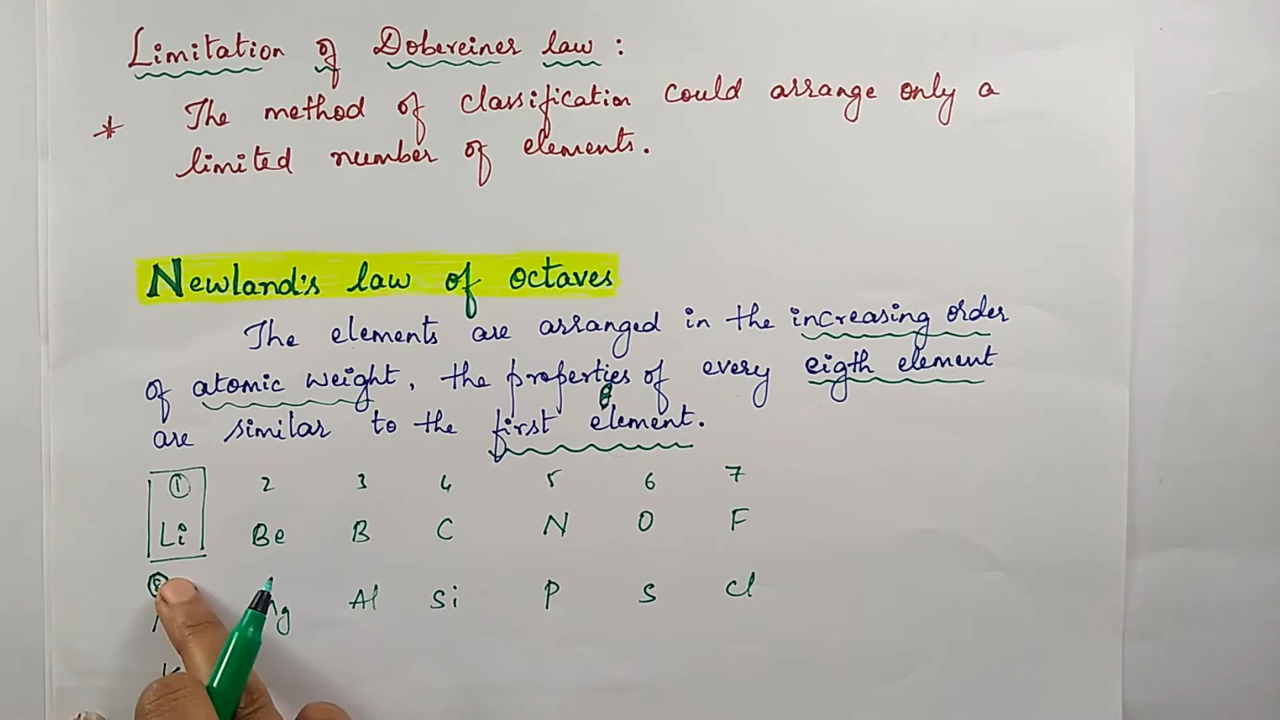 Limitation of Dobereiner law :
* The method of classification could arrange only a
limited number of elements.
Newland's law of octaves
The elements are arranged in the increasing order
of atomic weight, the properties of every eigth element
are similar to the first element.
① 2 3 4 5 6 7
Li Be B C N O F
⑧
Al Si P S Cl